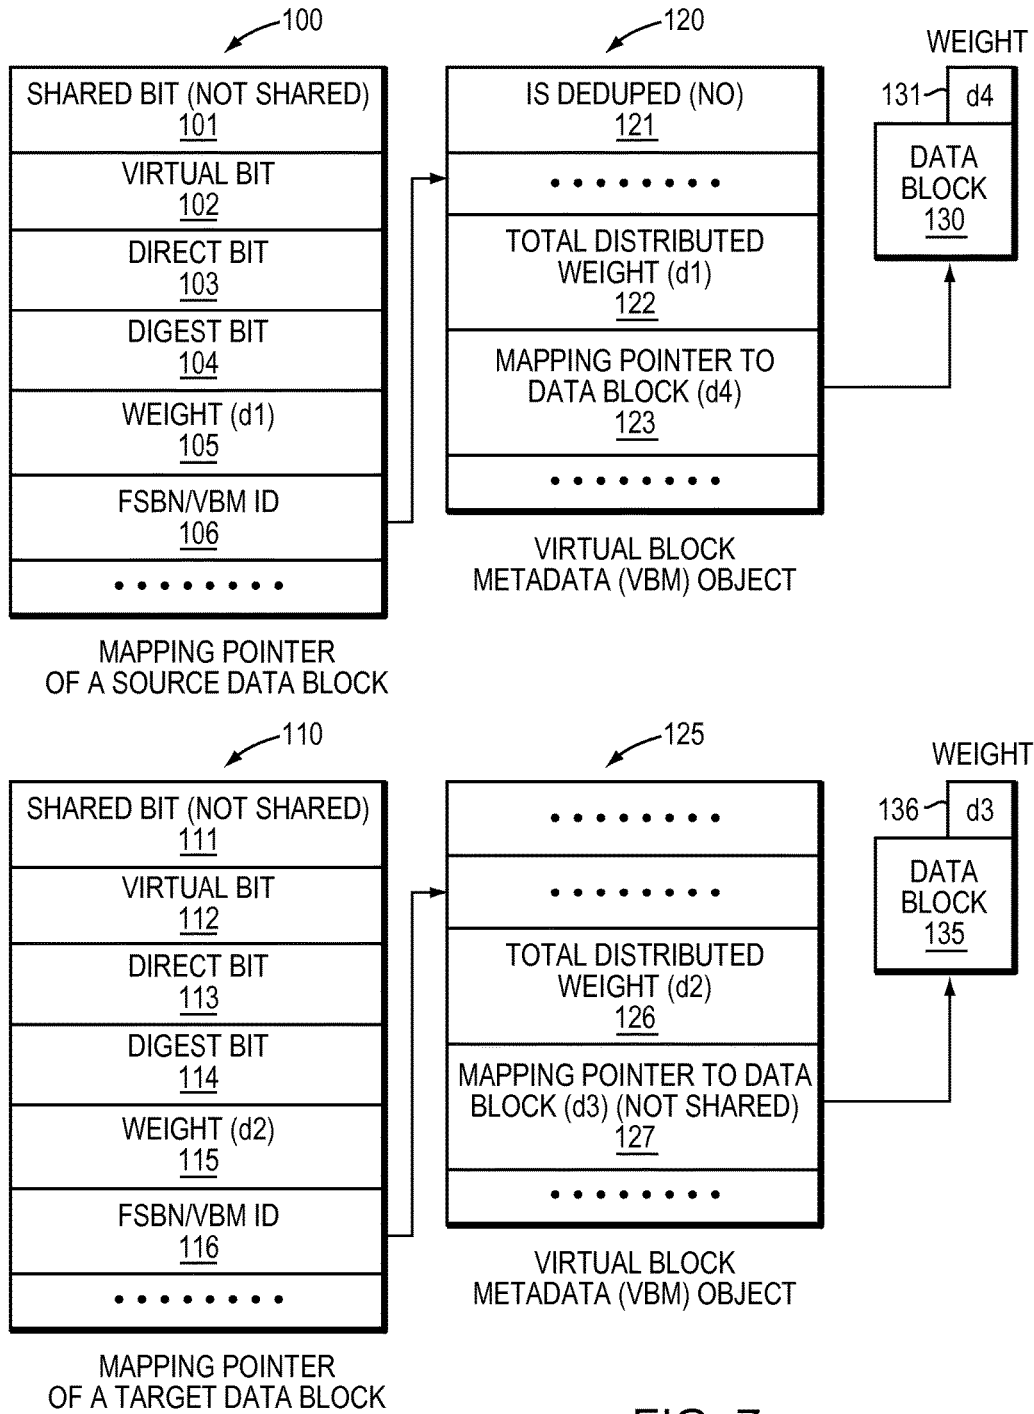 100
SHARED BIT (NOT SHARED)
101
VIRTUAL BIT
102
DIRECT BIT
103
DIGEST BIT
104
WEIGHT (d1)
105
FSBN/VBM ID
106
MAPPING POINTER
OF A SOURCE DATA BLOCK
120
IS DEDUPED (NO)
121
TOTAL DISTRIBUTED
WEIGHT (d1)
122
MAPPING POINTER TO
DATA BLOCK (d4)
123
VIRTUAL BLOCK
METADATA (VBM) OBJECT
WEIGHT
131
d4
DATA
BLOCK
130
110
SHARED BIT (NOT SHARED)
111
VIRTUAL BIT
112
DIRECT BIT
113
DIGEST BIT
114
WEIGHT (d2)
115
FSBN/VBM ID
116
MAPPING POINTER
OF A TARGET DATA BLOCK
125
TOTAL DISTRIBUTED
WEIGHT (d2)
126
MAPPING POINTER TO DATA
BLOCK (d3) (NOT SHARED)
127
VIRTUAL BLOCK
METADATA (VBM) OBJECT
WEIGHT
136
d3
DATA
BLOCK
135